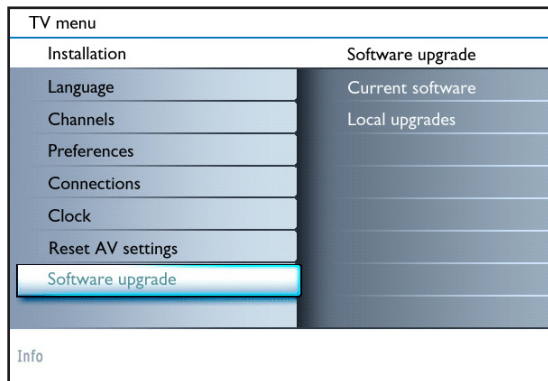 TV menu
Installation
Software upgrade
Language
Current software
Channels
Local upgrades
Preferences
Connections
Clock
Reset AV settings
Software upgrade
Info